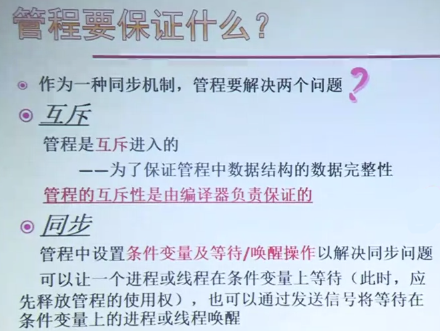 管程要保证什么？
作为一种同步机制，管程要解决两个问题？
互斥
管程是互斥进入的
——为了保证管程中数据结构的数据完整性
管程的互斥性是由编译器负责保证的
同步
管程中设置条件变量及等待/唤醒操作以解决同步问题
可以让一个进程或线程在条件变量上等待（此时，应
先释放管程的使用权），也可以通过发送信号将等待在
条件变量上的进程或线程唤醒